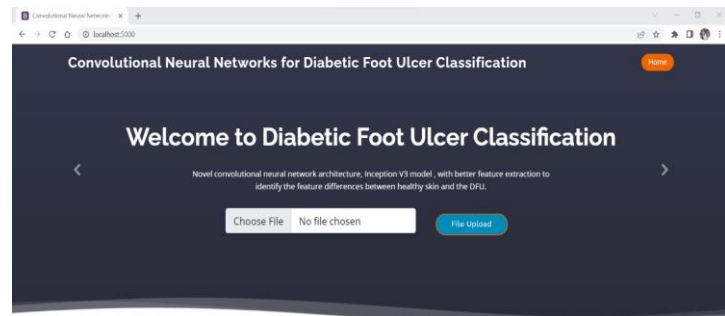 Convolutional Neural Networks
localhost:5000
Convolutional Neural Networks for Diabetic Foot Ulcer Classification
Home
Welcome to Diabetic Foot Ulcer Classification
Novel convolutional neural network architecture, Inception V3 model , with better feature extraction to
identify the feature differences between healthy skin and the DFU.
Choose File No file chosen
File Upload